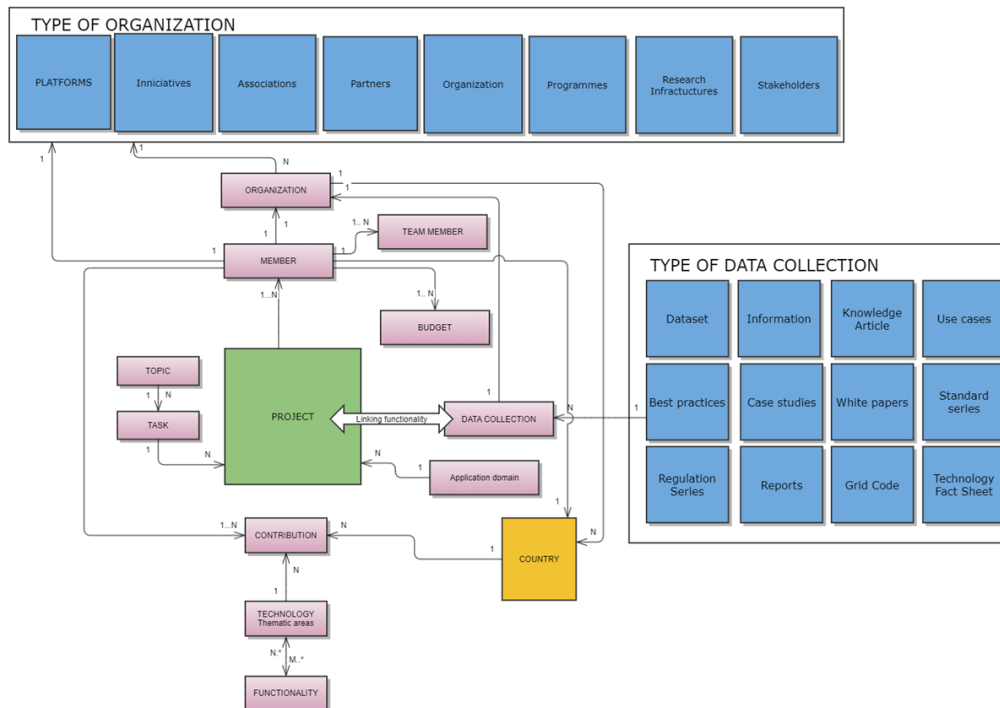 TYPE OF ORGANIZATION
PLATFORMS
Inniciatives
Associations
Partners
Organization
Programmes
Research
Infractuctures
Stakeholders
1
1
N
1
1
ORGANIZATION
1
1
1.. N
TEAM MEMBER
1
1
MEMBER
1...N
1.. N
BUDGET
TYPE OF DATA COLLECTION
Dataset
Information
Knowledge
Article
Use cases
Best practices
Case studies
White papers
Standard
series
Regulation
Series
Reports
Grid Code
Technology
Fact Sheet
TOPIC
1
N
TASK
1
N
PROJECT
Linking functionality
1
DATA COLLECTION
N
1
N
1
Application domain
1
N
1...N
CONTRIBUTION
N
1
COUNTRY
N
1
TECHNOLOGY
Thematic areas
N.*
M..*
FUNCTIONALITY